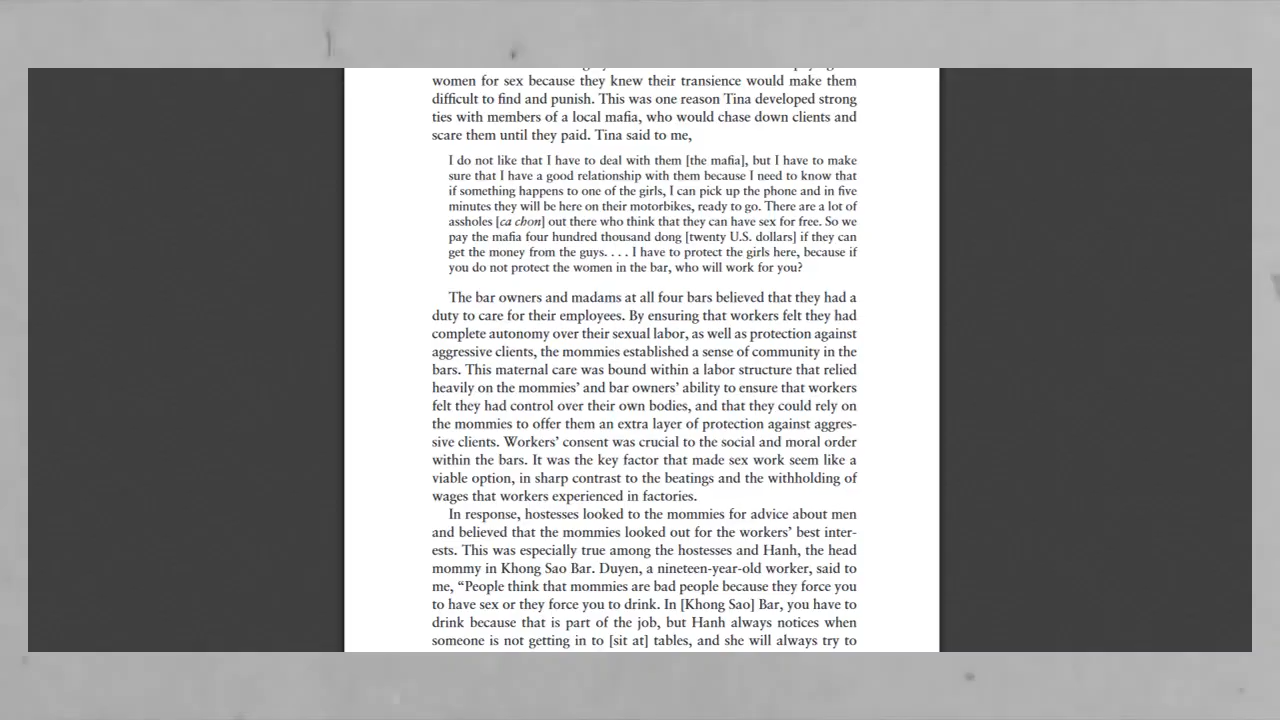 women for sex because they knew their transience would make them
difficult to find and punish. This was one reason Tina developed strong
ties with members of a local mafia, who would chase down clients and
scare them until they paid. Tina said to me,
I do not like that I have to deal with them [the mafia], but I have to make
sure that I have a good relationship with them because I need to know that
if something happens to one of the girls, I can pick up the phone and in five
minutes they will be here on their motorbikes, ready to go. There are a lot of
assholes [ca chon] out there who think that they can have sex for free. So we
pay the mafia four hundred thousand dong [twenty U.S. dollars] if they can
get the money from the guys. . . . I have to protect the girls here, because if
you do not protect the women in the bar, who will work for you?
The bar owners and madams at all four bars believed that they had a
duty to care for their employees. By ensuring that workers felt they had
complete autonomy over their sexual labor, as well as protection against
aggressive clients, the mommies established a sense of community in the
bars. This maternal care was bound within a labor structure that relied
heavily on the mommies’ and bar owners’ ability to ensure that workers
felt they had control over their own bodies, and that they could rely on
the mommies to offer them an extra layer of protection against aggres-
sive clients. Workers’ consent was crucial to the social and moral order
within the bars. It was the key factor that made sex work seem like a
viable option, in sharp contrast to the beatings and the withholding of
wages that workers experienced in factories.
In response, hostesses looked to the mommies for advice about men
and believed that the mommies looked out for the workers’ best inter-
ests. This was especially true among the hostesses and Hanh, the head
mommy in Khong Sao Bar. Duyen, a nineteen-year-old worker, said to
me, “People think that mommies are bad people because they force you
to have sex or they force you to drink. In [Khong Sao] Bar, you have to
drink because that is part of the job, but Hanh always notices when
someone is not getting in to [sit at] tables, and she will always try to